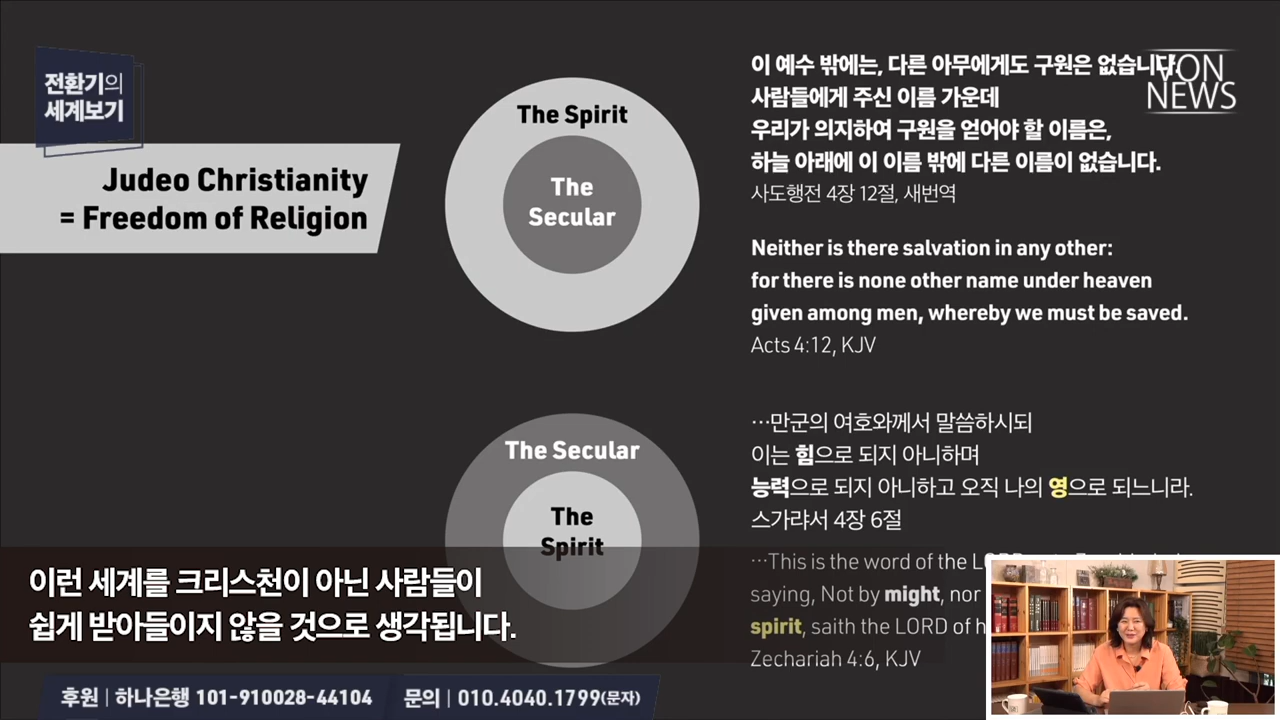 전환기의
세계보기
Judeo Christianity
= Freedom of Religion
The Spirit
The
Secular
The Secular
The
Spirit
이 예수 밖에는, 다른 아무에게도 구원은 없습니다.
사람들에게 주신 이름 가운데
우리가 의지하여 구원을 얻어야 할 이름은,
하늘 아래에 이 이름 밖에 다른 이름이 없습니다.
사도행전 4장 12절, 새번역
Neither is there salvation in any other:
for there is none other name under heaven
given among men, whereby we must be saved.
Acts 4:12, KJV
…만군의 여호와께서 말씀하시되
이는 힘으로 되지 아니하며
능력으로 되지 아니하고 오직 나의 영으로 되느니라.
스가랴서 4장 6절
…This is the word of the
saying, Not by might, nor
spirit, saith the LORD of
Zechariah 4:6, KJV
VON
NEWS
이런 세계를 크리스천이 아닌 사람들이
쉽게 받아들이지 않을 것으로 생각됩니다.
후원 | 하나은행 101-910028-44104 문의 | 010.4040.1799(문자)